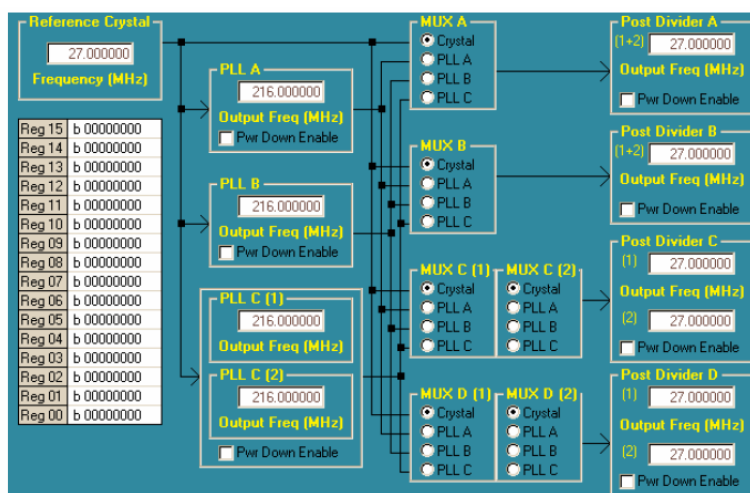 Reference Crystal
27.000000
Frequency (MHz)
Reg 15 b 00000000
Reg 14 b 00000000
Reg 13 b 00000000
Reg 12 b 00000000
Reg 11 b 00000000
Reg 10 b 00000000
Reg 09 b 00000000
Reg 08 b 00000000
Reg 07 b 00000000
Reg 06 b 00000000
Reg 05 b 00000000
Reg 04 b 00000000
Reg 03 b 00000000
Reg 02 b 00000000
Reg 01 b 00000000
Reg 00 b 00000000
PLL A
216.000000
Output Freq (MHz)
Pwr Down Enable
PLL B
216.000000
Output Freq (MHz)
Pwr Down Enable
PLL C (1)
216.000000
Output Freq (MHz)
PLL C (2)
216.000000
Output Freq (MHz)
Pwr Down Enable
MUX A
Crystal
PLL A
PLL B
PLL C
MUX B
Crystal
PLL A
PLL B
PLL C
MUX C (1)
Crystal
PLL A
PLL B
PLL C
MUX C (2)
Crystal
PLL A
PLL B
PLL C
MUX D (1)
Crystal
PLL A
PLL B
PLL C
MUX D (2)
Crystal
PLL A
PLL B
PLL C
Post Divider A
(1+2) 27.000000
Output Freq (MHz)
Pwr Down Enable
Post Divider B
(1+2) 27.000000
Output Freq (MHz)
Pwr Down Enable
Post Divider C
(1) 27.000000
Output Freq (MHz)
(2) 27.000000
Pwr Down Enable
Post Divider D
(1) 27.000000
Output Freq (MHz)
(2) 27.000000
Pwr Down Enable